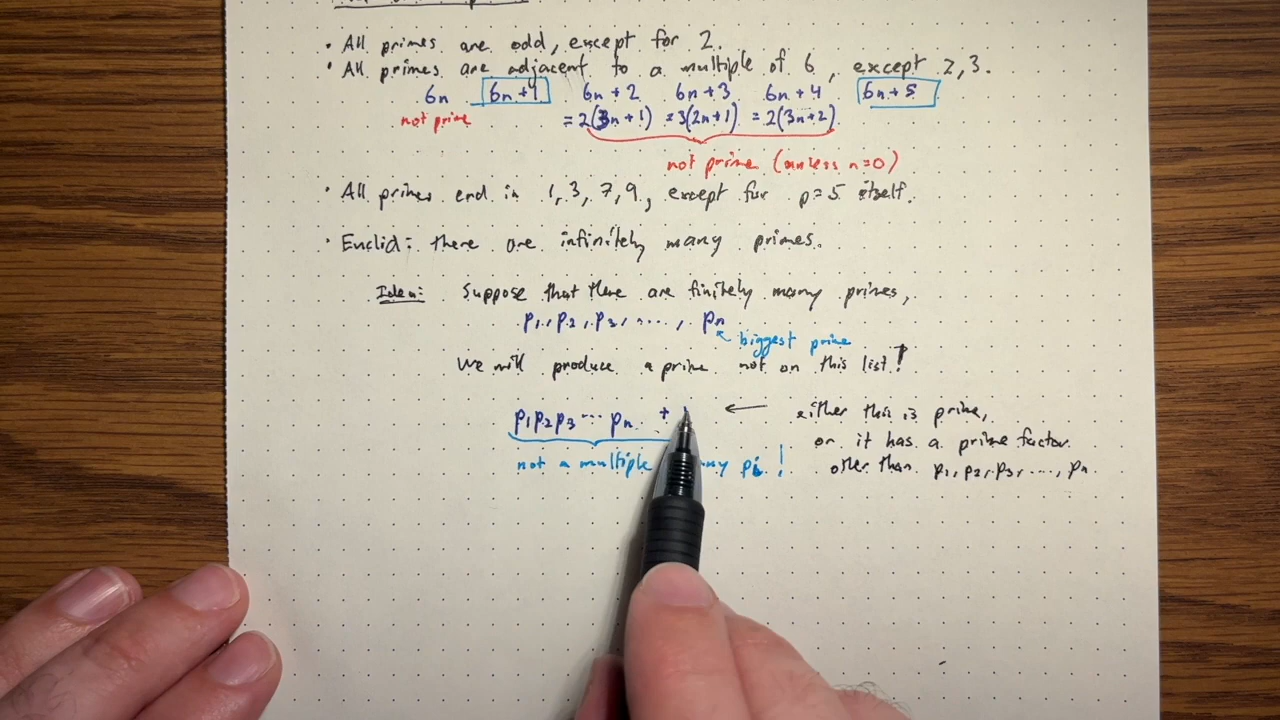 · All primes are odd, except for 2.
· All primes are adjacent to a multiple of 6, except 2,3.
6n 6n+1 6n+2 6n+3 6n+4 6n+5
not prime =2(3n+1) =3(2n+1) =2(3n+2)
not prime (unless n=0)
· All primes end in 1,3,7,9, except for p=5 itself.
· Euclid: there are infinitely many primes.
Idea: Suppose that there are finitely many primes,
p₁,p₂,p₃,....,pₙ
biggest prime
We will produce a prime not on this list!
p₁p₂p₃...pₙ + ← either this is prime,
or it has a prime factor
not a multiple any pᵢ! other than p₁,p₂,p₃,....,pₙ.